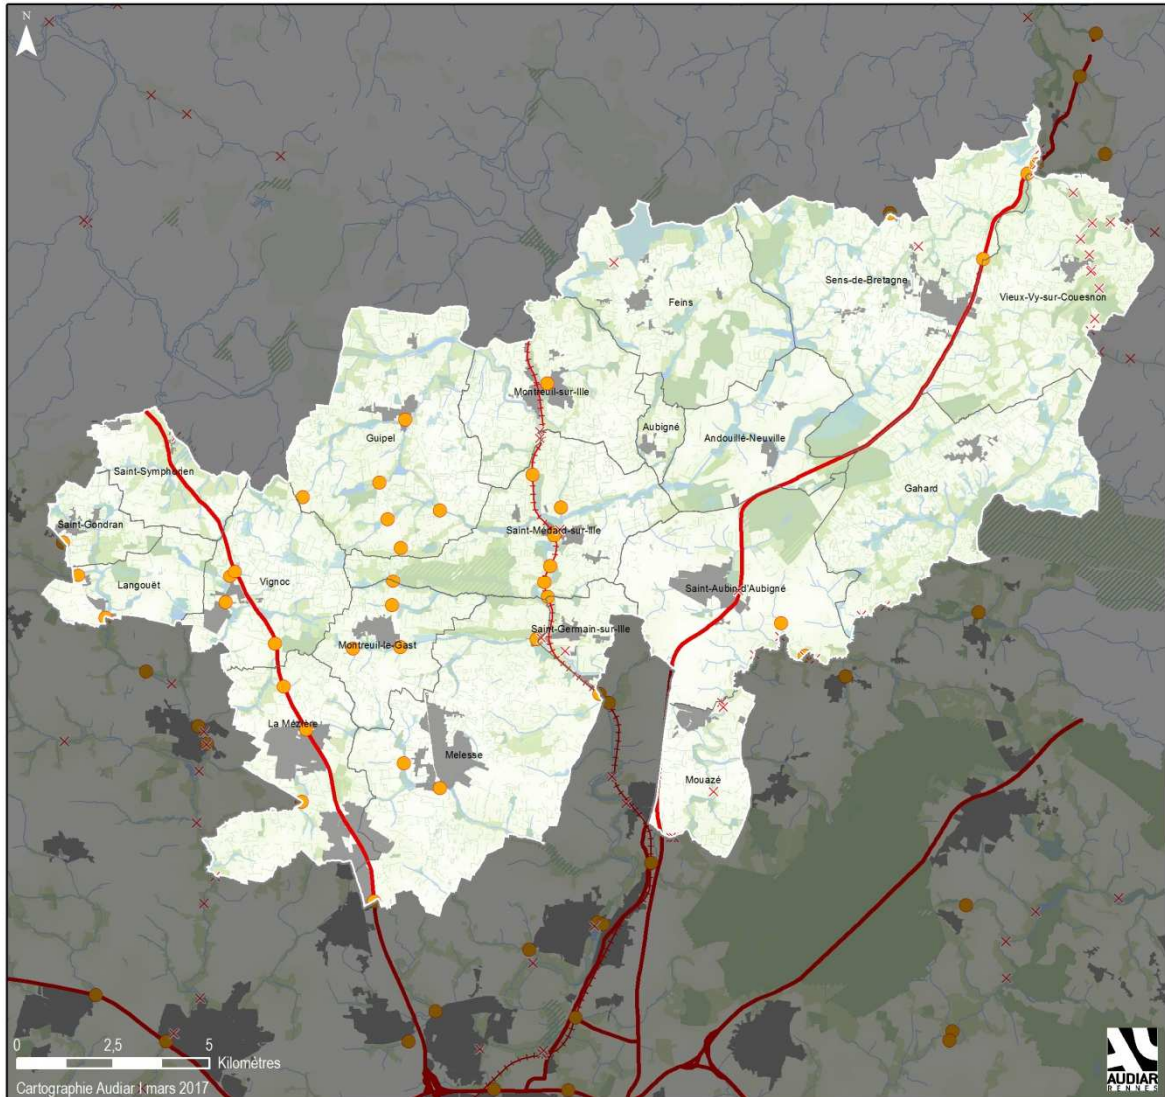 N
Sens-de-Bretagne
Vieux-Vy-sur-Couesnon
Feins
Montreuil-sur-Ille
Aubigné
Andouillé-Neuville
Guipel
Gahard
Saint-Symphorien
Saint-Gondran
Saint-Médard-sur-Ille
Langouët
Vignoc
Saint-Aubin-d'Aubigné
Saint-Germain-sur-Ille
Montreuil-le-Gast
La Mézière
Melesse
Mouazé
0 2,5 5
Kilomètres
Cartographie Audiar I mars 2017
AUDIAR
RENNES